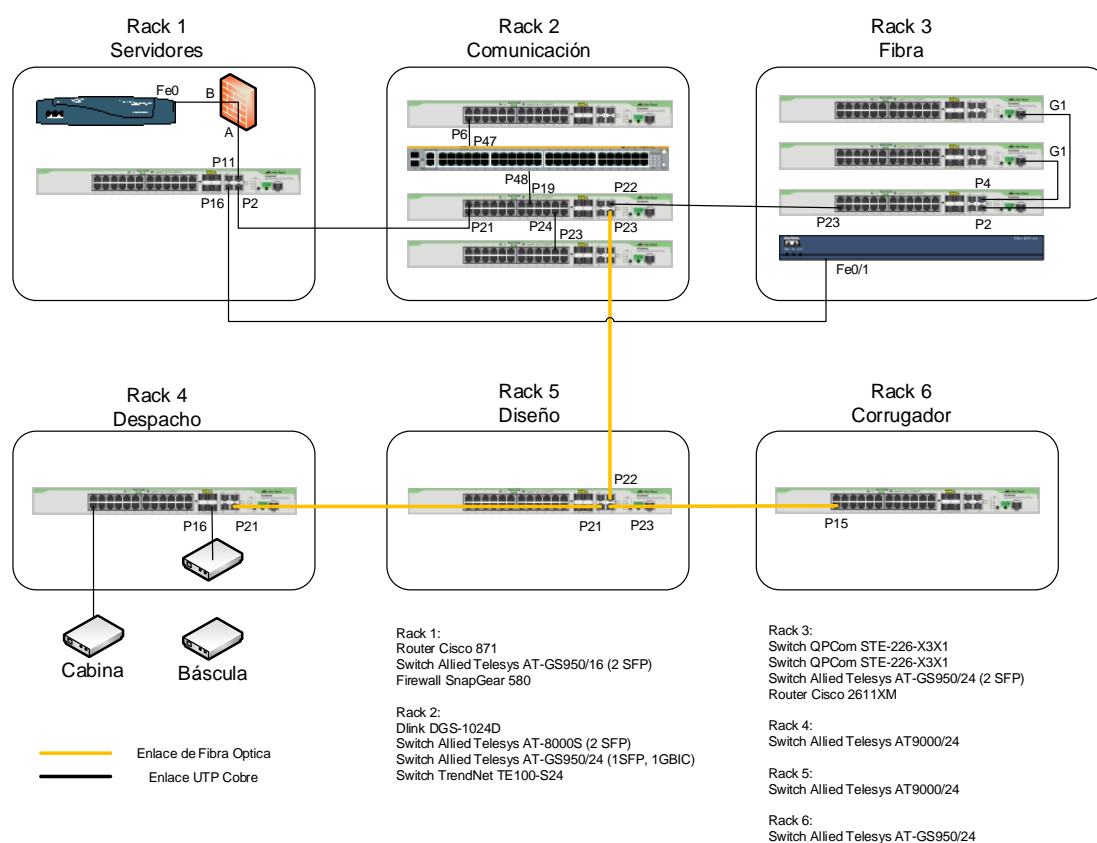 Rack 1
Servidores
Rack 2
Comunicación
Rack 3
Fibra
Fe0
B
A
P11
P16
P2
P6
P47
P48
P19
P22
P21
P24
P23
P23
G1
G1
P4
P23
P2
Fe0/1
Rack 4
Despacho
Rack 5
Diseño
Rack 6
Corrugador
P16
P21
P22
P21
P23
P15
Cabina
Báscula
Enlace de Fibra Optica
Enlace UTP Cobre
Rack 1:
Router Cisco 871
Switch Allied Telesys AT-GS950/16 (2 SFP)
Firewall SnapGear 580
Rack 2:
Dlink DGS-1024D
Switch Allied Telesys AT-8000S (2 SFP)
Switch Allied Telesys AT-GS950/24 (1SFP, 1GBIC)
Switch TrendNet TE100-S24
Rack 3:
Switch QPCom STE-226-X3X1
Switch QPCom STE-226-X3X1
Switch Allied Telesys AT-GS950/24 (2 SFP)
Router Cisco 2611XM
Rack 4:
Switch Allied Telesys AT9000/24
Rack 5:
Switch Allied Telesys AT9000/24
Rack 6:
Switch Allied Telesys AT-GS950/24